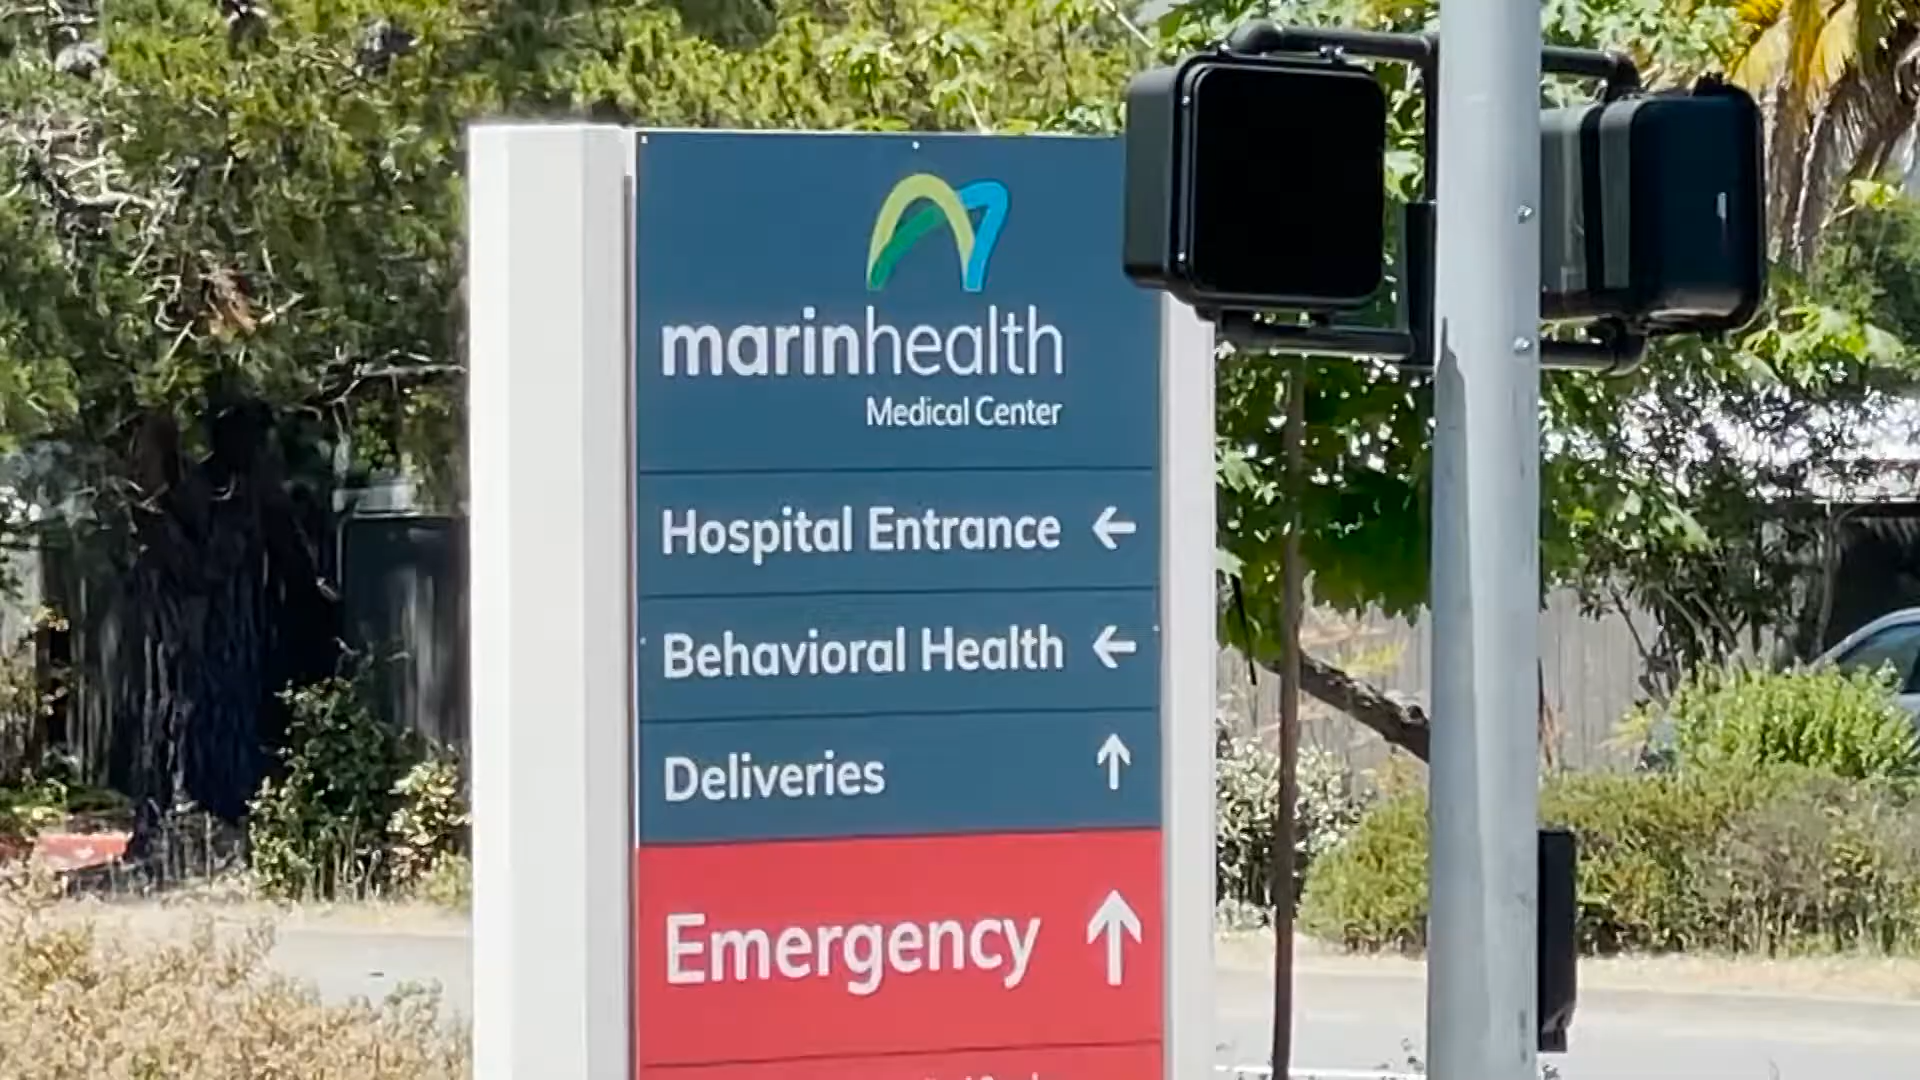 marinhealth
Medical Center
Hospital Entrance ←
Behavioral Health ←
Deliveries ↑
Emergency ↑